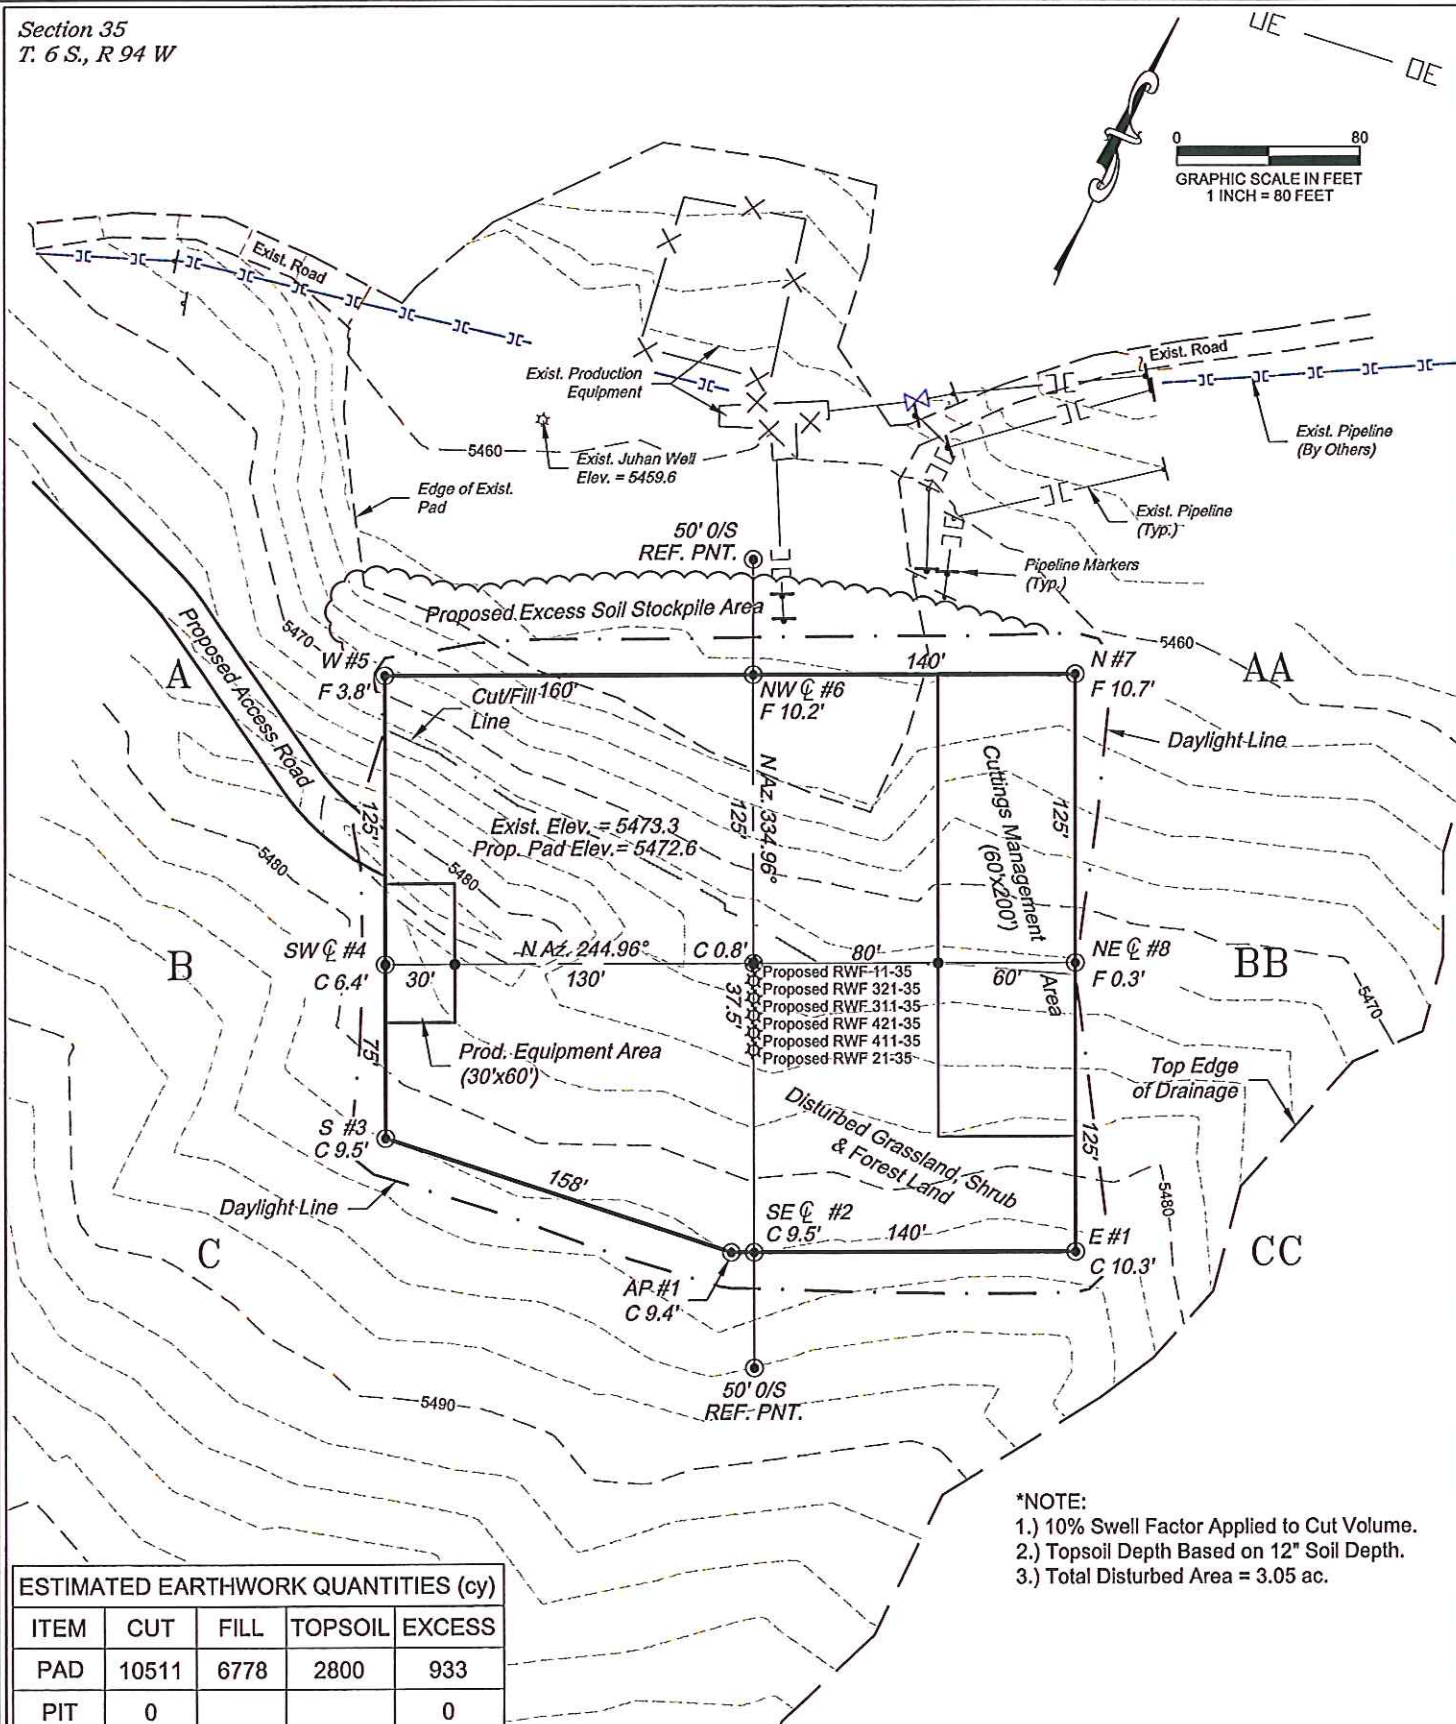 Section 35
T. 6 S., R 94 W
0 80
GRAPHIC SCALE IN FEET
1 INCH = 80 FEET
Exist. Road
Exist. Production
Equipment
Exist. Road
Exist. Pipeline
(By Others)
5460
Exist. Juhan Well
Elev. = 5459.6
Edge of Exist.
Pad
Exist. Pipeline
(Typ.)
50' 0/S
REF. PNT.
Pipeline Markers
(Typ.)
Proposed Excess Soil Stockpile Area
5470
5460
Proposed Access Road
A
AA
W #5
F 3.8'
160'
140'
N #7
F 10.7'
Cut/Fill
Line
NW ℄ #6
F 10.2'
Daylight Line
N Az. 334.96°
125'
125'
125'
Cuttings Management
(60'x200')
Area
Exist. Elev. = 5473.3
Prop. Pad Elev. = 5472.6
5480
5480
B
BB
SW ℄ #4
C 6.4'
30'
N Az. 244.96°
130'
C 0.8'
80'
60'
NE ℄ #8
F 0.3'
5470
37.5'
Proposed RWF 11-35
Proposed RWF 321-35
Proposed RWF 311-35
Proposed RWF 421-35
Proposed RWF 411-35
Proposed RWF 21-35
75'
Prod. Equipment Area
(30'x60')
Top Edge
of Drainage
Disturbed Grassland, Shrub
& Forest Land
125'
S #3
C 9.5'
158'
Daylight Line
5480
SE ℄ #2
C 9.5'
140'
E #1
C 10.3'
C
CC
AP #1
C 9.4'
50' 0/S
REF. PNT.
5490
*NOTE:
1.) 10% Swell Factor Applied to Cut Volume.
2.) Topsoil Depth Based on 12" Soil Depth.
3.) Total Disturbed Area = 3.05 ac.
ESTIMATED EARTHWORK QUANTITIES (cy)
ITEM CUT FILL TOPSOIL EXCESS
PAD 10511 6778 2800 933
PIT 0 0